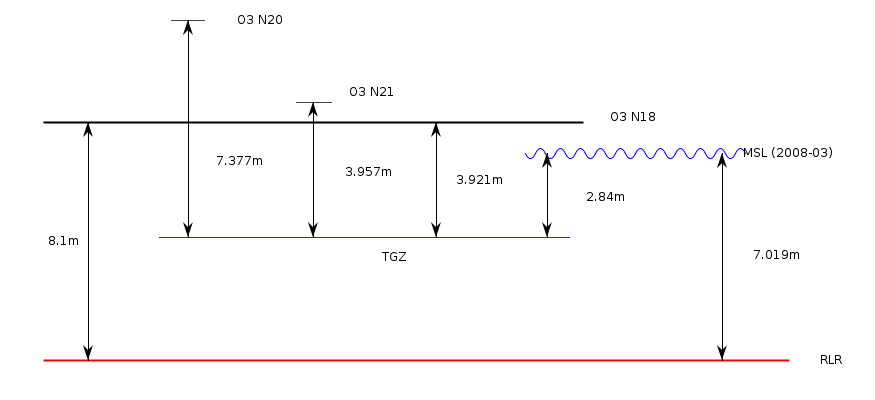 O3 N20
O3 N21
O3 N18
MSL (2008-03)
7.377m
3.957m
3.921m
2.84m
8.1m
TGZ
7.019m
RLR